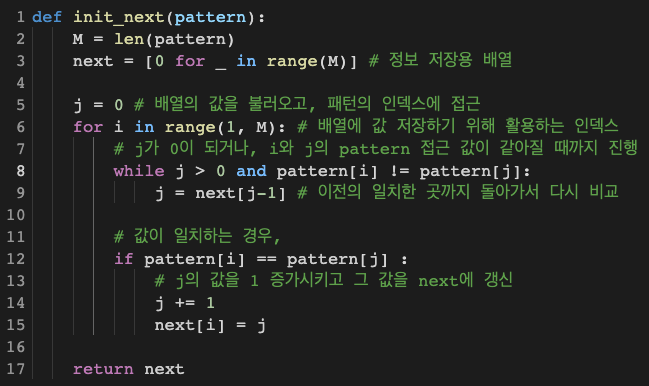 1 def init_next(pattern):
2     M = len(pattern)
3     next = [0 for _ in range(M)] # 정보 저장용 배열
4
5     j = 0 # 배열의 값을 불러오고, 패턴의 인덱스에 접근
6     for i in range(1, M): # 배열에 값 저장하기 위해 활용하는 인덱스
7         # j가 0이 되거나, i와 j의 pattern 접근 값이 같아질 때까지 진행
8         while j > 0 and pattern[i] != pattern[j]:
9             j = next[j-1] # 이전의 일치한 곳까지 돌아가서 다시 비교
10
11         # 값이 일치하는 경우,
12         if pattern[i] == pattern[j] :
13             # j의 값을 1 증가시키고 그 값을 next에 갱신
14             j += 1
15             next[i] = j
16
17     return next